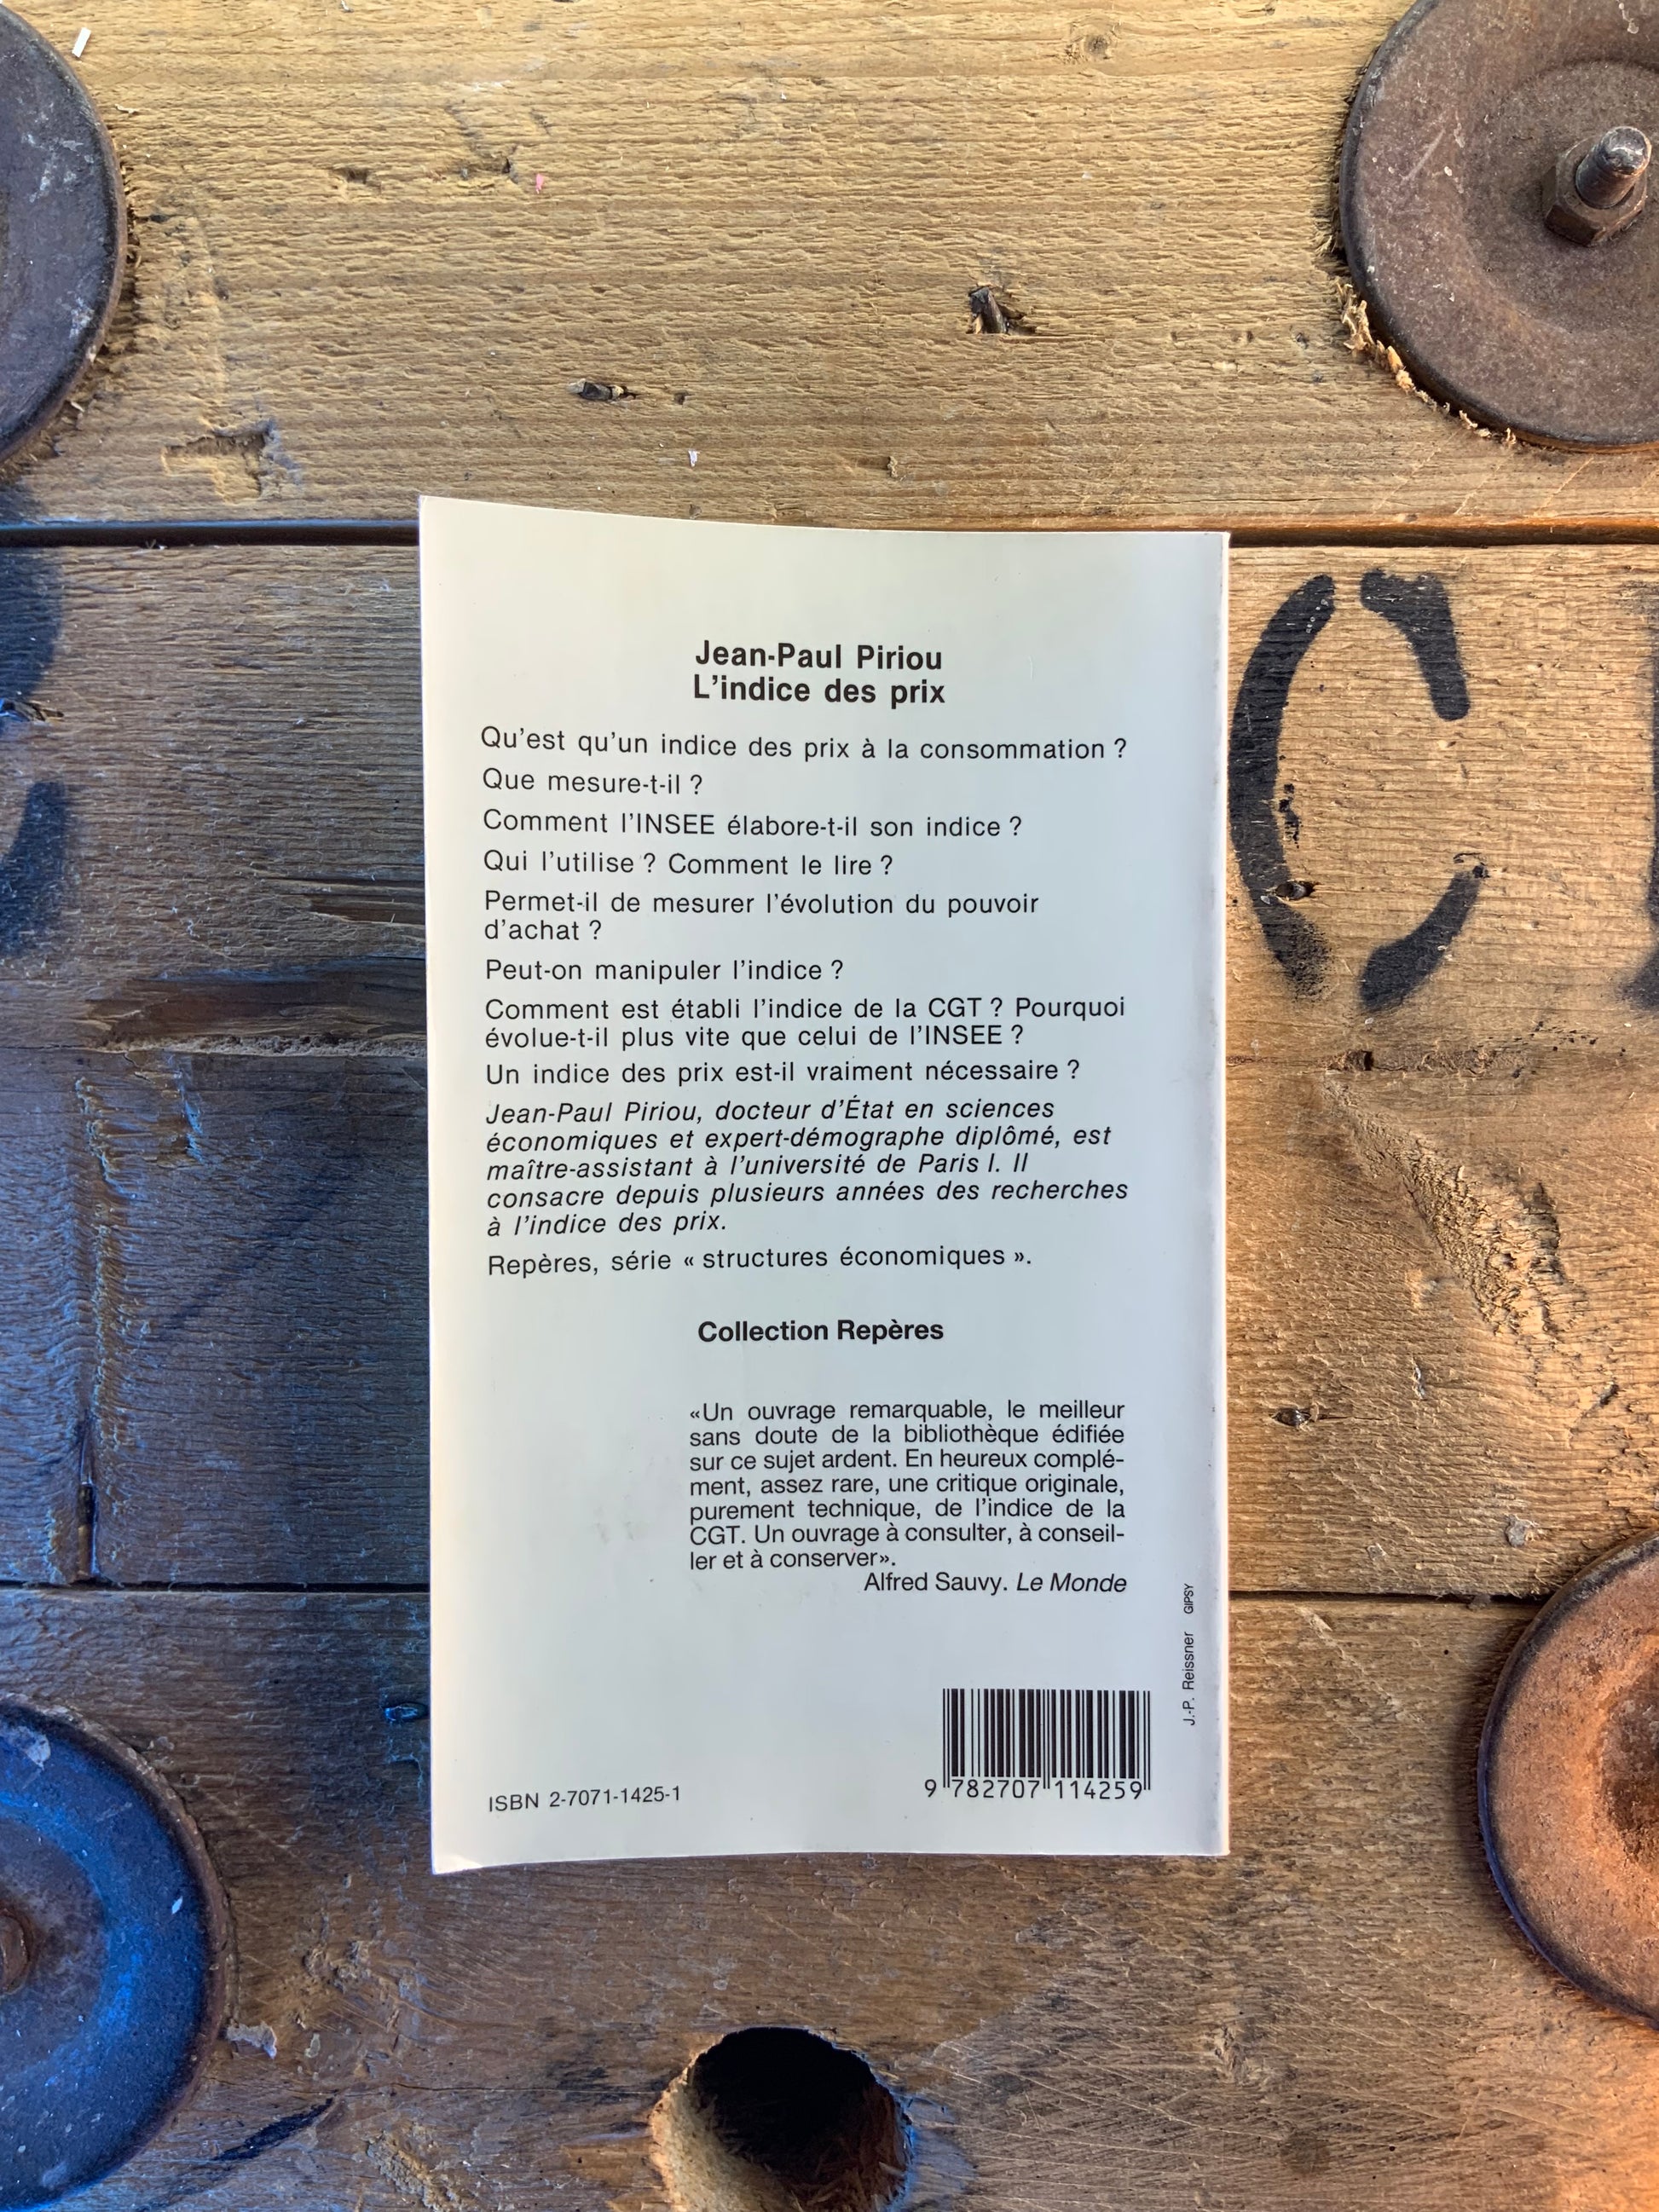 Jean-Paul Piriou
L'indice des prix
Qu'est qu'un indice des prix à la consommation ?
Que mesure-t-il ?
Comment l'INSEE élabore-t-il son indice ?
Qui l'utilise ? Comment le lire ?
Permet-il de mesurer l'évolution du pouvoir
d'achat ?
Peut-on manipuler l'indice ?
Comment est établi l'indice de la CGT ? Pourquoi
évolue-t-il plus vite que celui de l'INSEE ?
Un indice des prix est-il vraiment nécessaire ?
Jean-Paul Piriou, docteur d'État en sciences
économiques et expert-démographe diplômé, est
maître-assistant à l'université de Paris I. Il
consacre depuis plusieurs années des recherches
à l'indice des prix.
Repères, série « structures économiques ».
Collection Repères
«Un ouvrage remarquable, le meilleur
sans doute de la bibliothèque édifiée
sur ce sujet ardent. En heureux complé-
ment, assez rare, une critique originale,
purement technique, de l'indice de la
CGT. Un ouvrage à consulter, à conseil-
ler et à conserver».
Alfred Sauvy. Le Monde
J.-P. Reissner GIPSY
ISBN 2-7071-1425-1
9 782707 114259
C